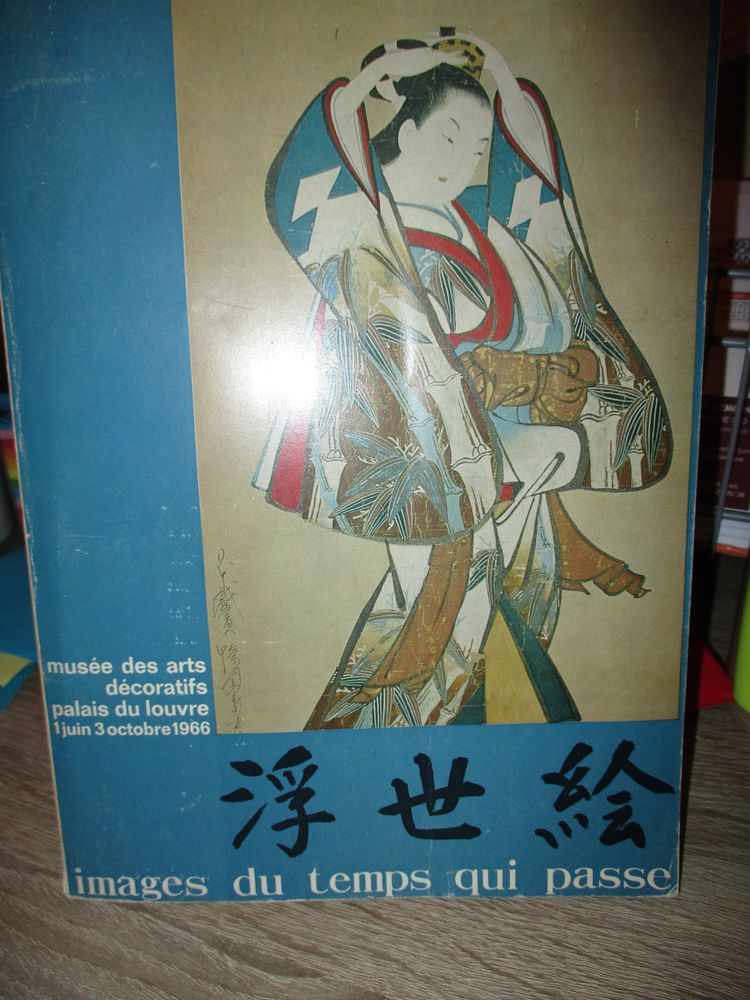 musée des arts
décoratifs
palais du louvre
1 juin 3 octobre 1966
浮世絵
images du temps qui passe